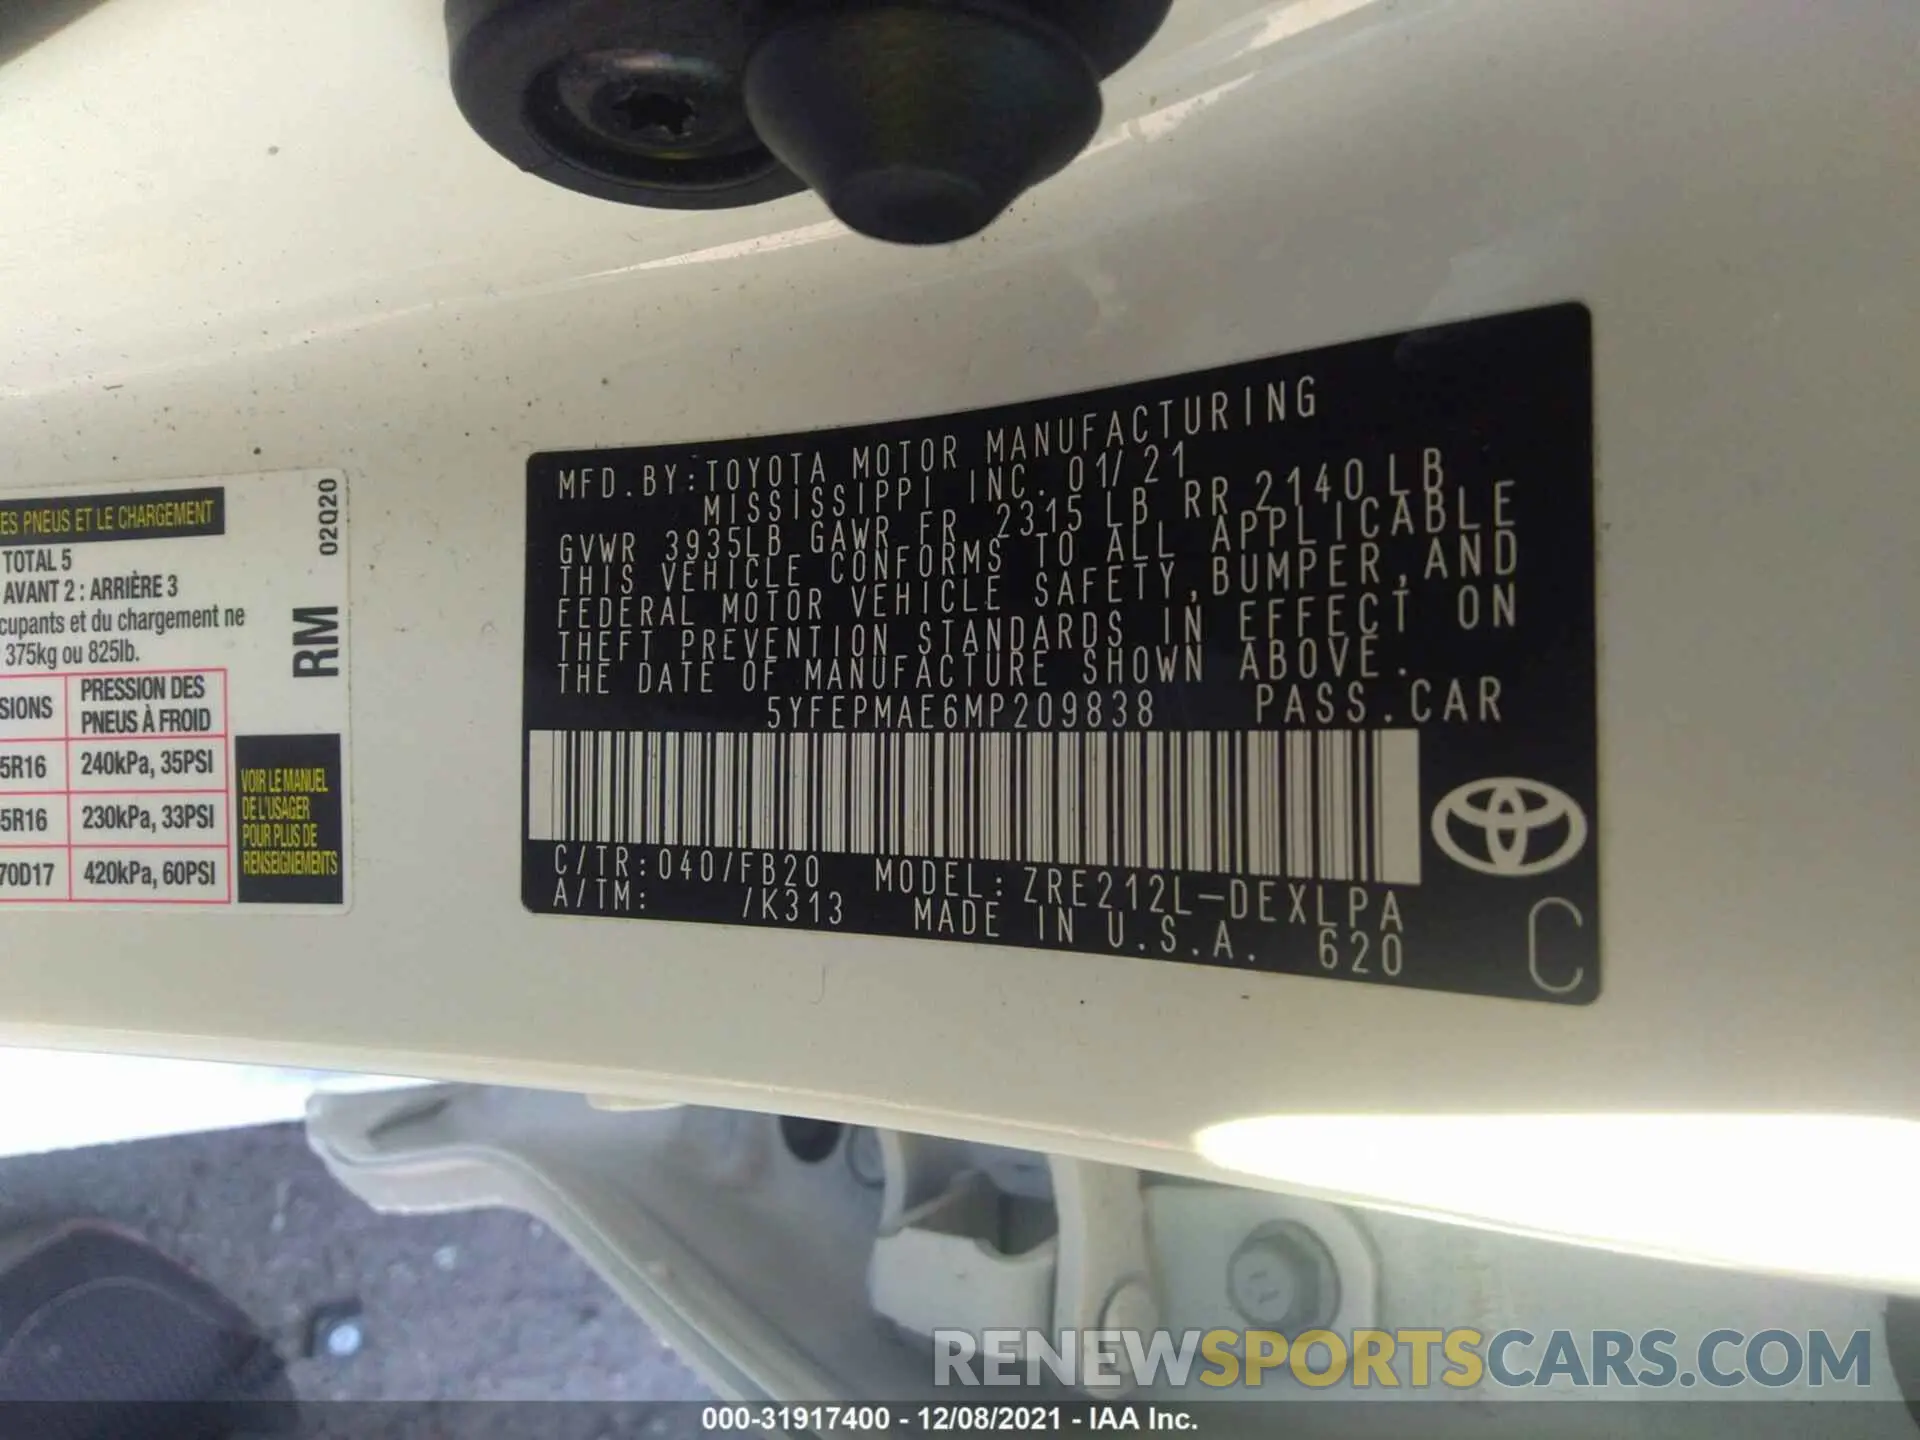 ES PNEUS ET LE CHARGEMENT
TOTAL 5
AVANT 2 : ARRIÈRE 3
cupants et du chargement ne
375kg ou 825lb.
SIONS PRESSION DES
PNEUS À FROID
5R16 240kPa, 35PSI
5R16 230kPa, 33PSI
70D17 420kPa, 60PSI
02Q20
RM
VOIR LE MANUEL
DE L'USAGER
POUR PLUS DE
RENSEIGNEMENTS
MFD.BY:TOYOTA MOTOR MANUFACTURING
MISSISSIPPI INC. 01/21
GVWR 3935LB GAWR FR 2315LB RR 2140LB
THIS VEHICLE CONFORMS TO ALL APPLICABLE
FEDERAL MOTOR VEHICLE SAFETY,BUMPER,AND
THEFT PREVENTION STANDARDS IN EFFECT ON
THE DATE OF MANUFACTURE SHOWN ABOVE.
5YFEPMAE6MP209838 PASS.CAR
C/TR:040/FB20 MODEL:ZRE212L-DEXLPA
A/TM: /K313 MADE IN U.S.A. 620
C
RENEWSPORTSCARS.COM
000-31917400 - 12/08/2021 - IAA Inc.